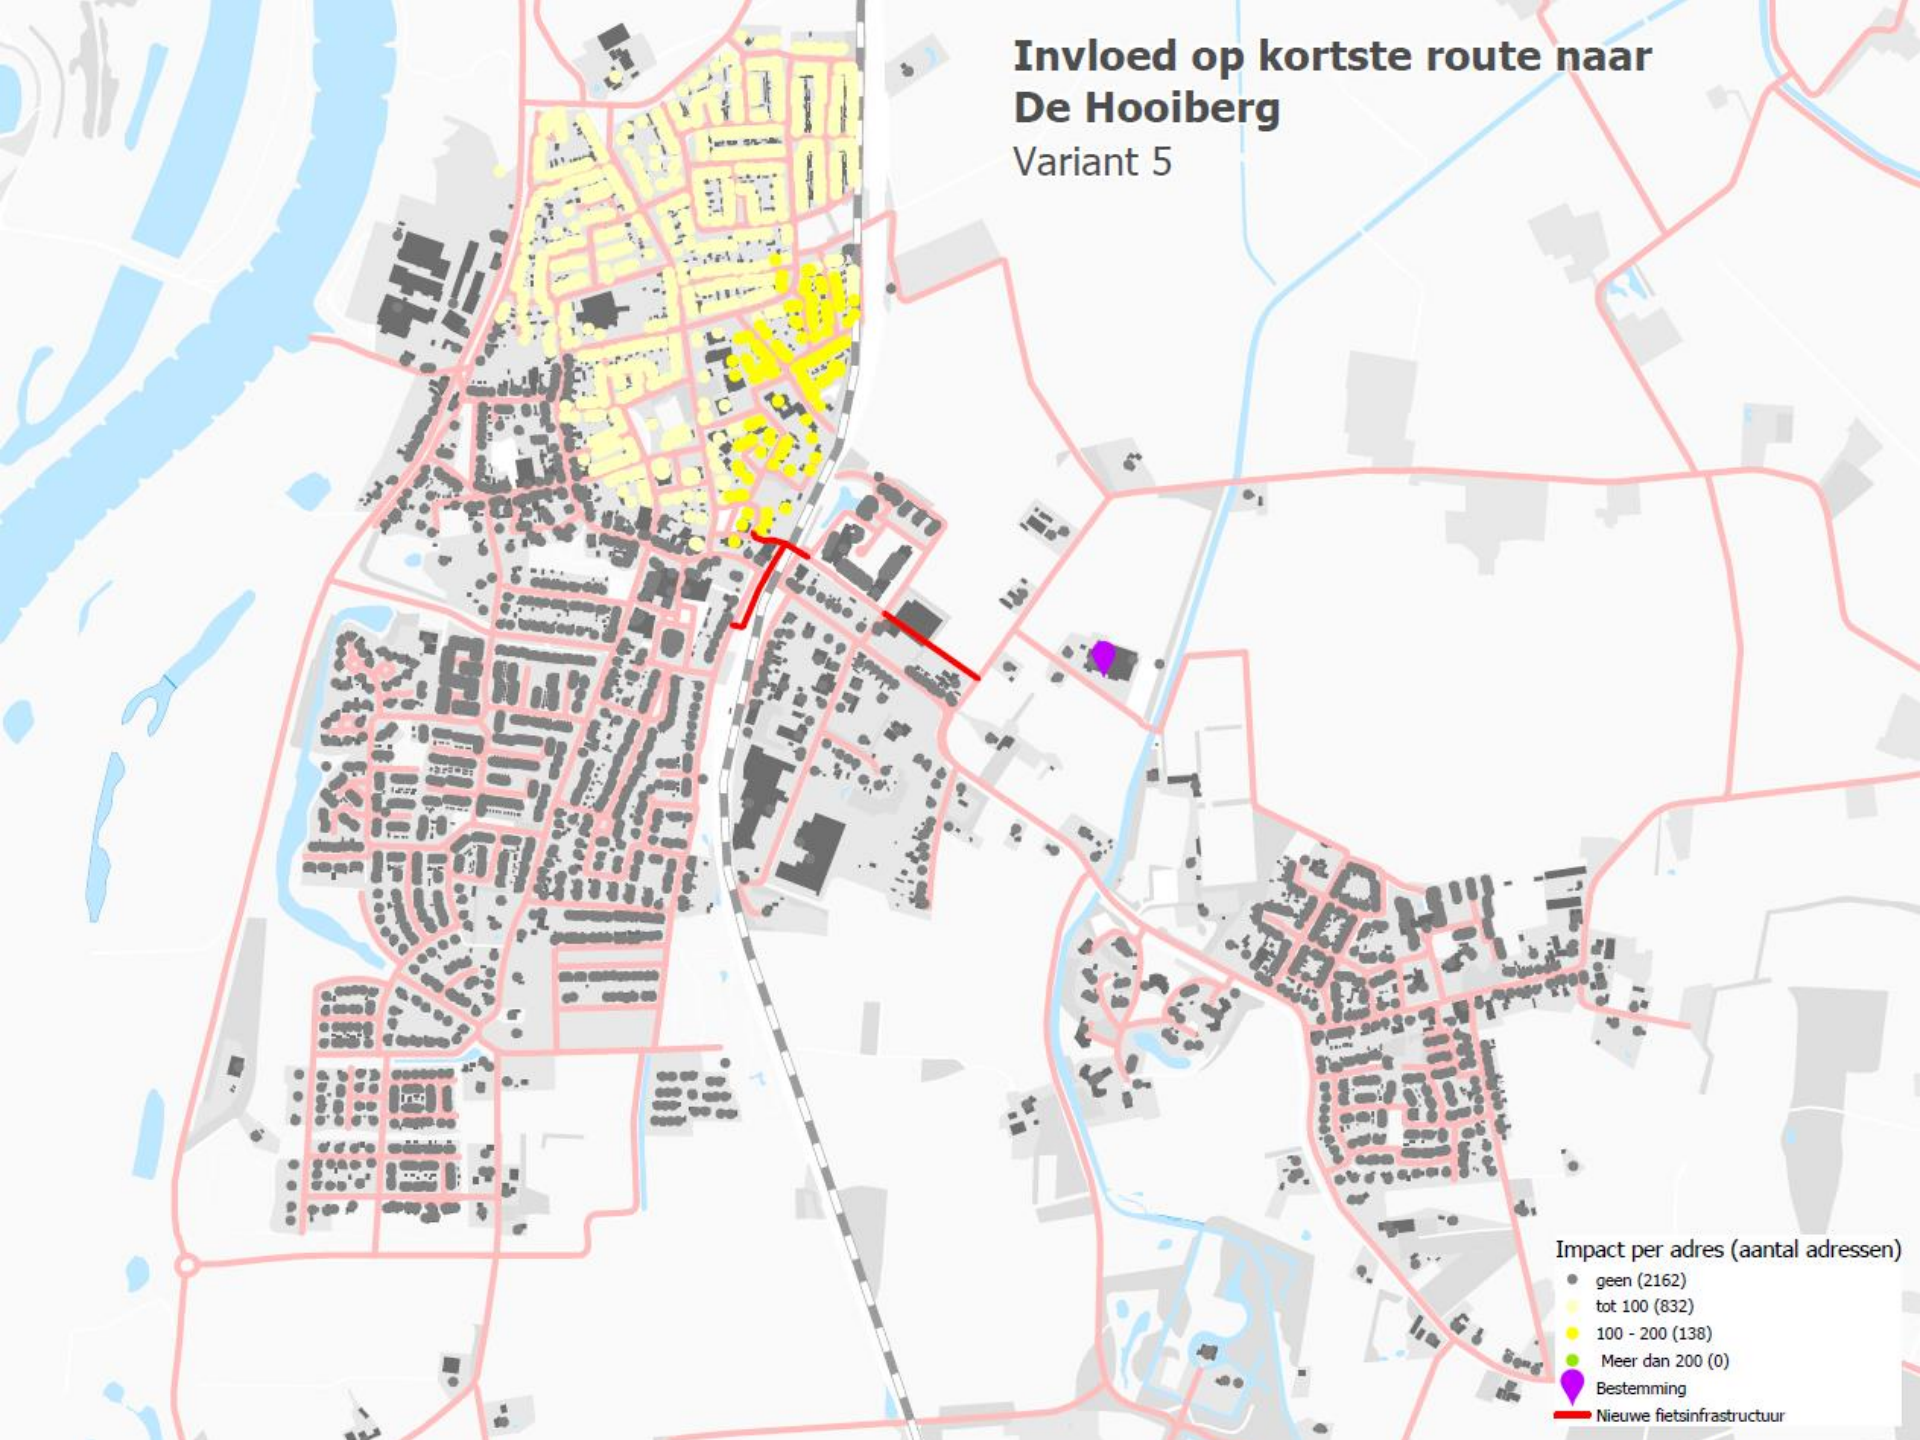 Invloed op kortste route naar
De Hooiberg
Variant 5
Impact per adres (aantal adressen)
geen (2162)
tot 100 (832)
100 - 200 (138)
Meer dan 200 (0)
Bestemming
Nieuwe fietsinfrastructuur